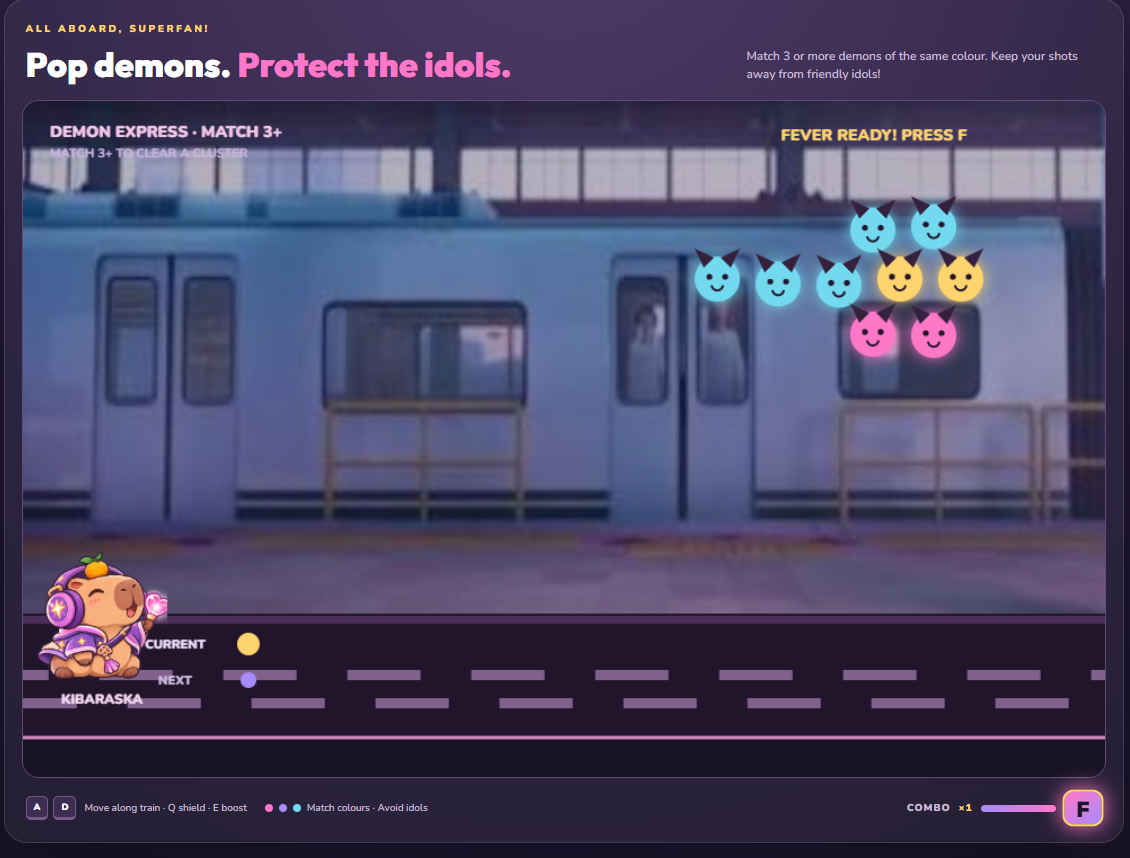 ALL ABOARD, SUPERFAN!
Pop demons. Protect the idols.
Match 3 or more demons of the same colour. Keep your shots
away from friendly idols!
DEMON EXPRESS · MATCH 3+
MATCH 3+ TO CLEAR A CLUSTER
FEVER READY! PRESS F
CURRENT
NEXT
KIBARASKA
A D Move along train · Q shield · E boost Match colours · Avoid idols COMBO ×1 F